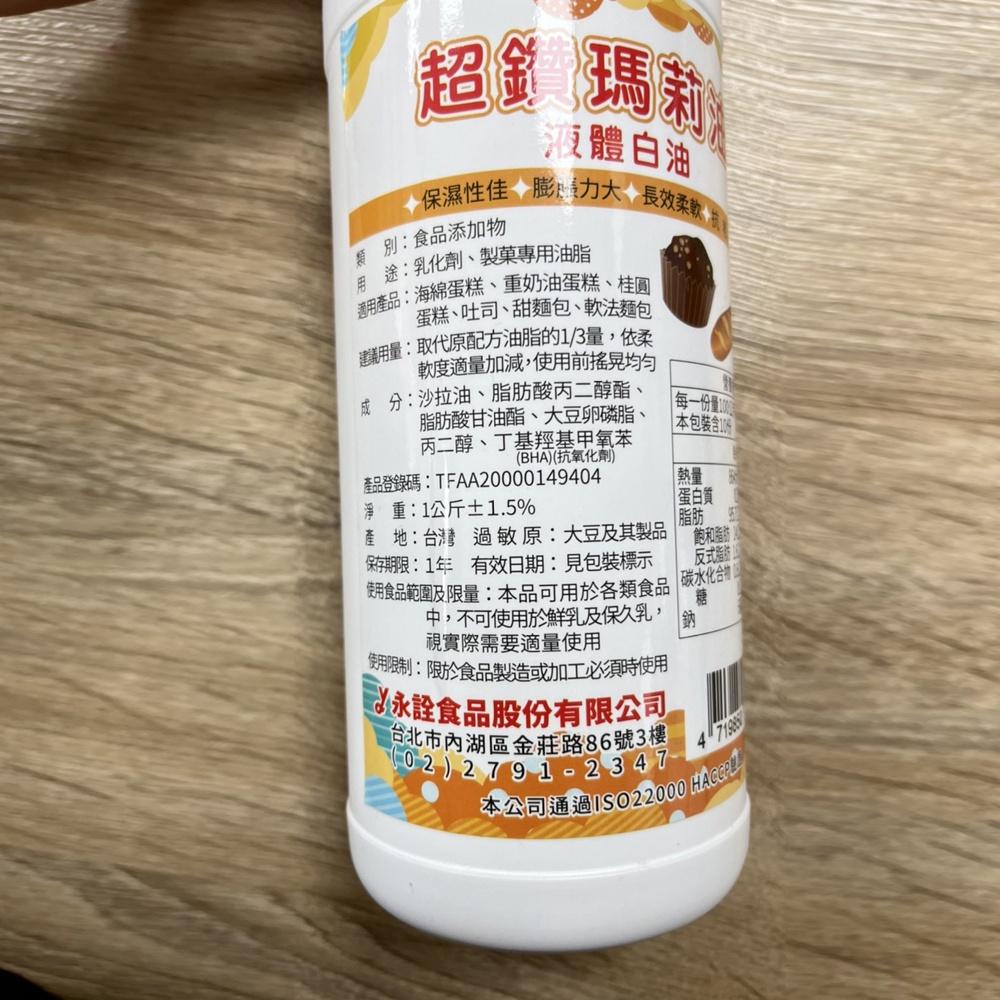 超鑽瑪莉油
液體白油
保濕性佳 膨脹力大 長效柔軟 抗
類 別：食品添加物
用 途：乳化劑、製菓專用油脂
適用產品：海綿蛋糕、重奶油蛋糕、桂圓
蛋糕、吐司、甜麵包、軟法麵包
建議用量：取代原配方油脂的1/3量，依柔
軟度適量加減，使用前搖晃均勻
成 分：沙拉油、脂肪酸丙二醇酯、
脂肪酸甘油酯、大豆卵磷脂、
丙二醇、丁基羥基甲氧苯
(BHA)(抗氧化劑)
產品登錄碼：TFAA20000149404
淨 重：1公斤±1.5%
產 地：台灣 過敏原：大豆及其製品
保存期限：1年 有效日期：見包裝標示
使用食品範圍及限量：本品可用於各類食品
中，不可使用於鮮乳及保久乳，
視實際需要適量使用
使用限制：限於食品製造或加工必須時使用
永詮食品股份有限公司
台北市內湖區金莊路86號3樓
(02)2791-2347
本公司通過ISO22000 HACCP
每一份量100
本包裝含10份
熱量
蛋白質
脂肪
飽和脂肪
反式脂肪
碳水化合物
糖
鈉
4 719850